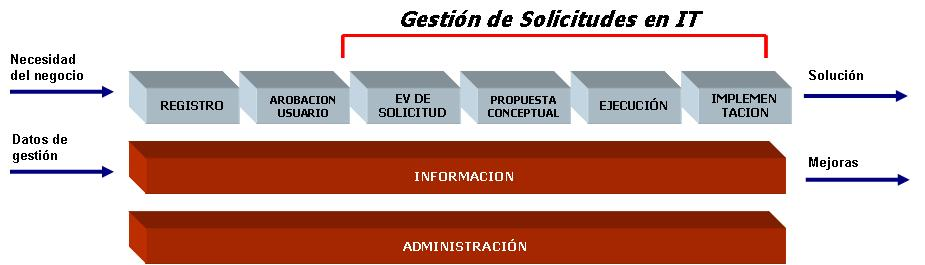 Gestión de Solicitudes en IT
Necesidad
del negocio
REGISTRO
AROBACION
USUARIO
EV DE
SOLICITUD
PROPUESTA
CONCEPTUAL
EJECUCIÓN
IMPLEMEN
TACION
Solución
Datos de
gestión
INFORMACION
Mejoras
ADMINISTRACIÓN